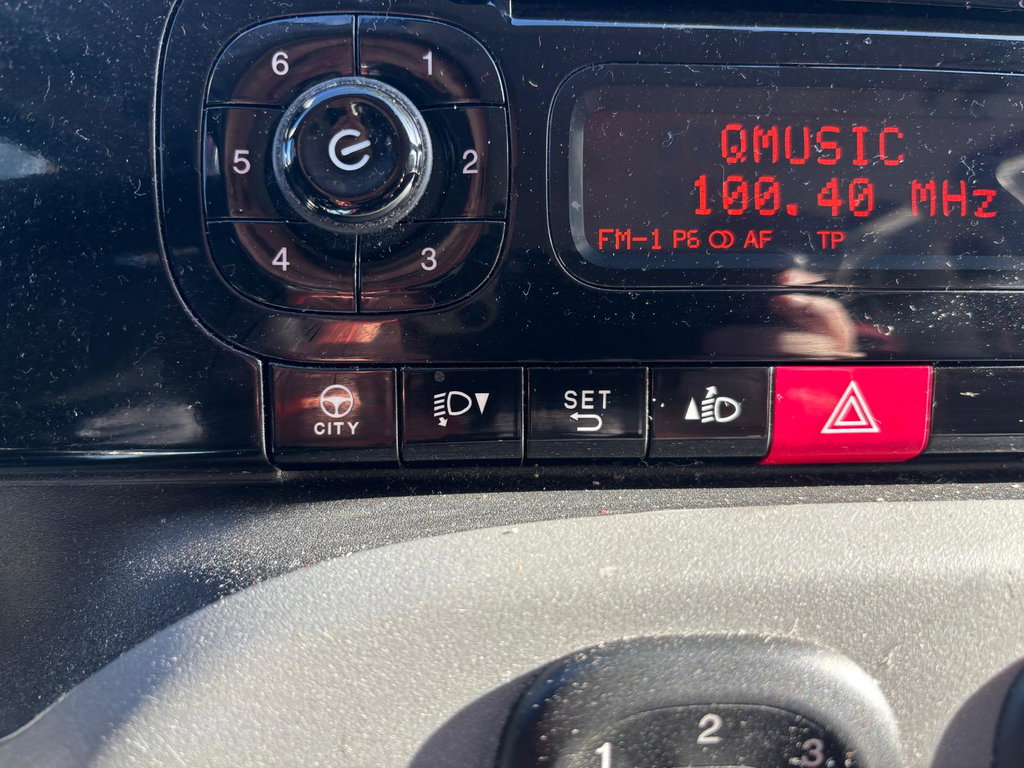 6 1
5 2
4 3
QMUSIC
100.40 MHz
FM-1 P6 AF TP
CITY
SET
1 2 3